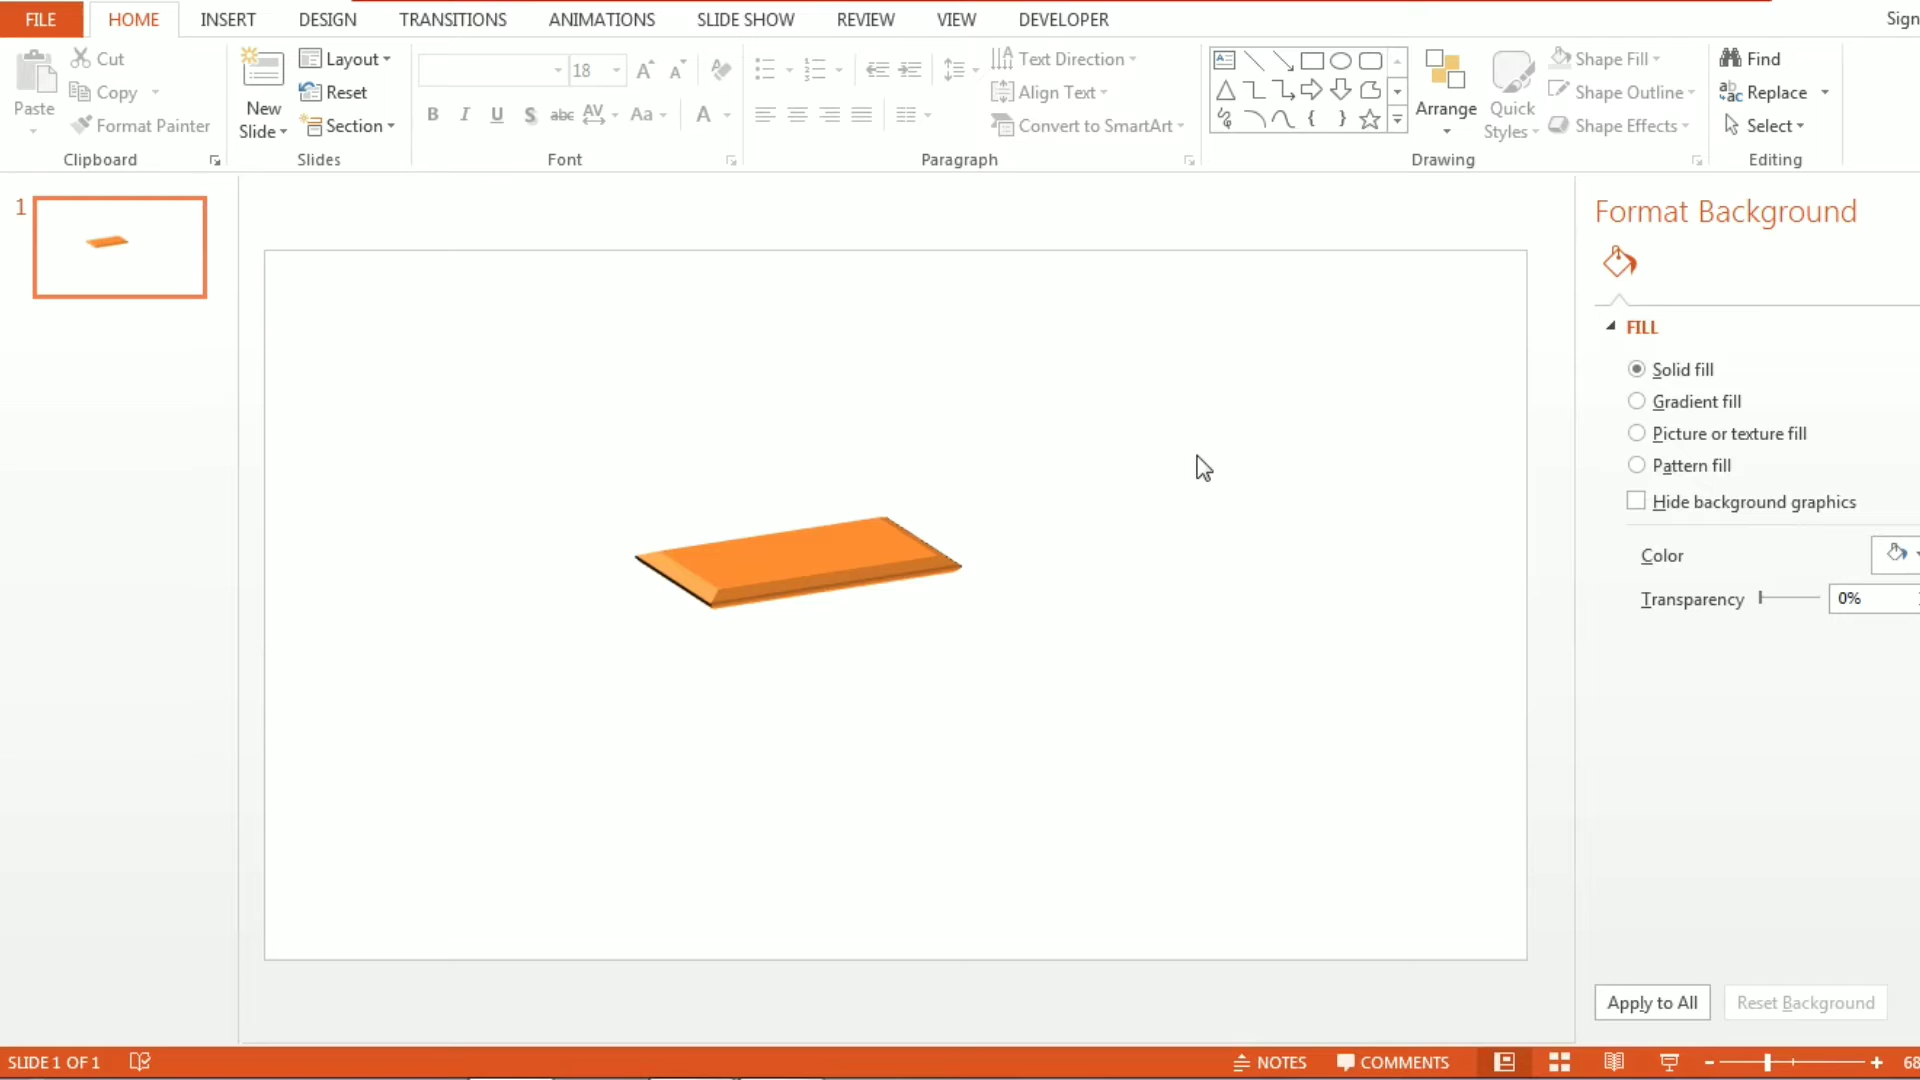 FILE HOME INSERT DESIGN TRANSITIONS ANIMATIONS SLIDE SHOW REVIEW VIEW DEVELOPER Sign
Paste
Cut
Copy
Format Painter
Clipboard
New
Slide
Layout
Reset
Section
Slides
18
B I U S abc AV Aa A
Font
Text Direction
Align Text
Convert to SmartArt
Paragraph
Arrange
Quick
Styles
Shape Fill
Shape Outline
Shape Effects
Drawing
Find
Replace
Select
Editing
1
Format Background
FILL
Solid fill
Gradient fill
Picture or texture fill
Pattern fill
Hide background graphics
Color
Transparency 0%
Apply to All Reset Background
SLIDE 1 OF 1 NOTES COMMENTS 68